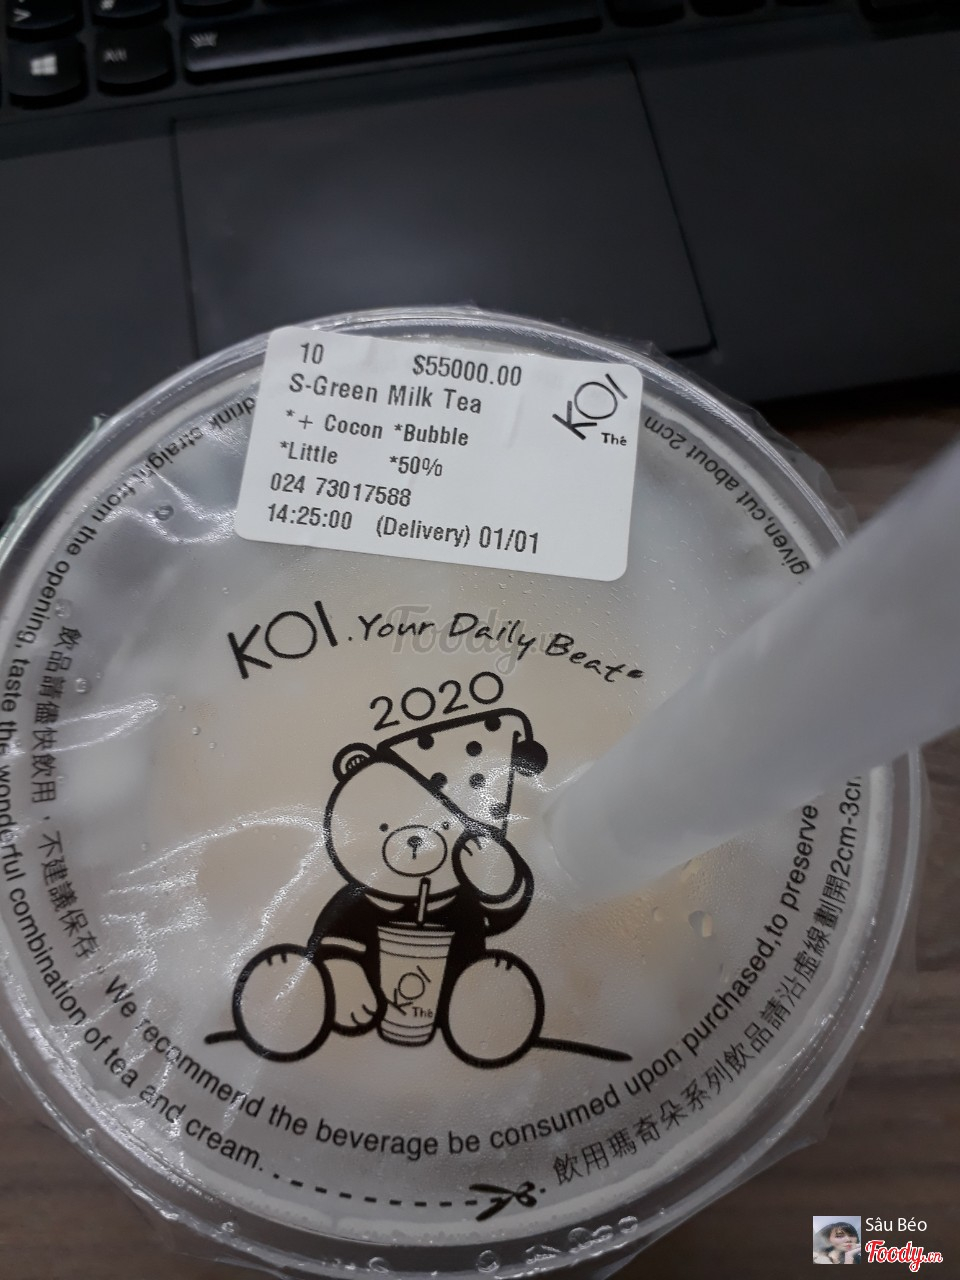 Alt
10 $55000.00
S-Green Milk Tea
*+ Cocon *Bubble
*Little *50%
024 73017588
14:25:00 (Delivery) 01/01
KOI
Thé
KOI.Your Daily Beat
Foody
2020
KOI
Thé
drink straight from the opening, taste the wonderful combination of tea and cream.
given,cut about 2cm
飲品請儘快飲用，不建議保存。We recommend the beverage be consumed upon purchased,to preserve
飲用瑪奇朵系列飲品請沿虛線劃開2cm-3cm
Sâu Béo
Foody.vn